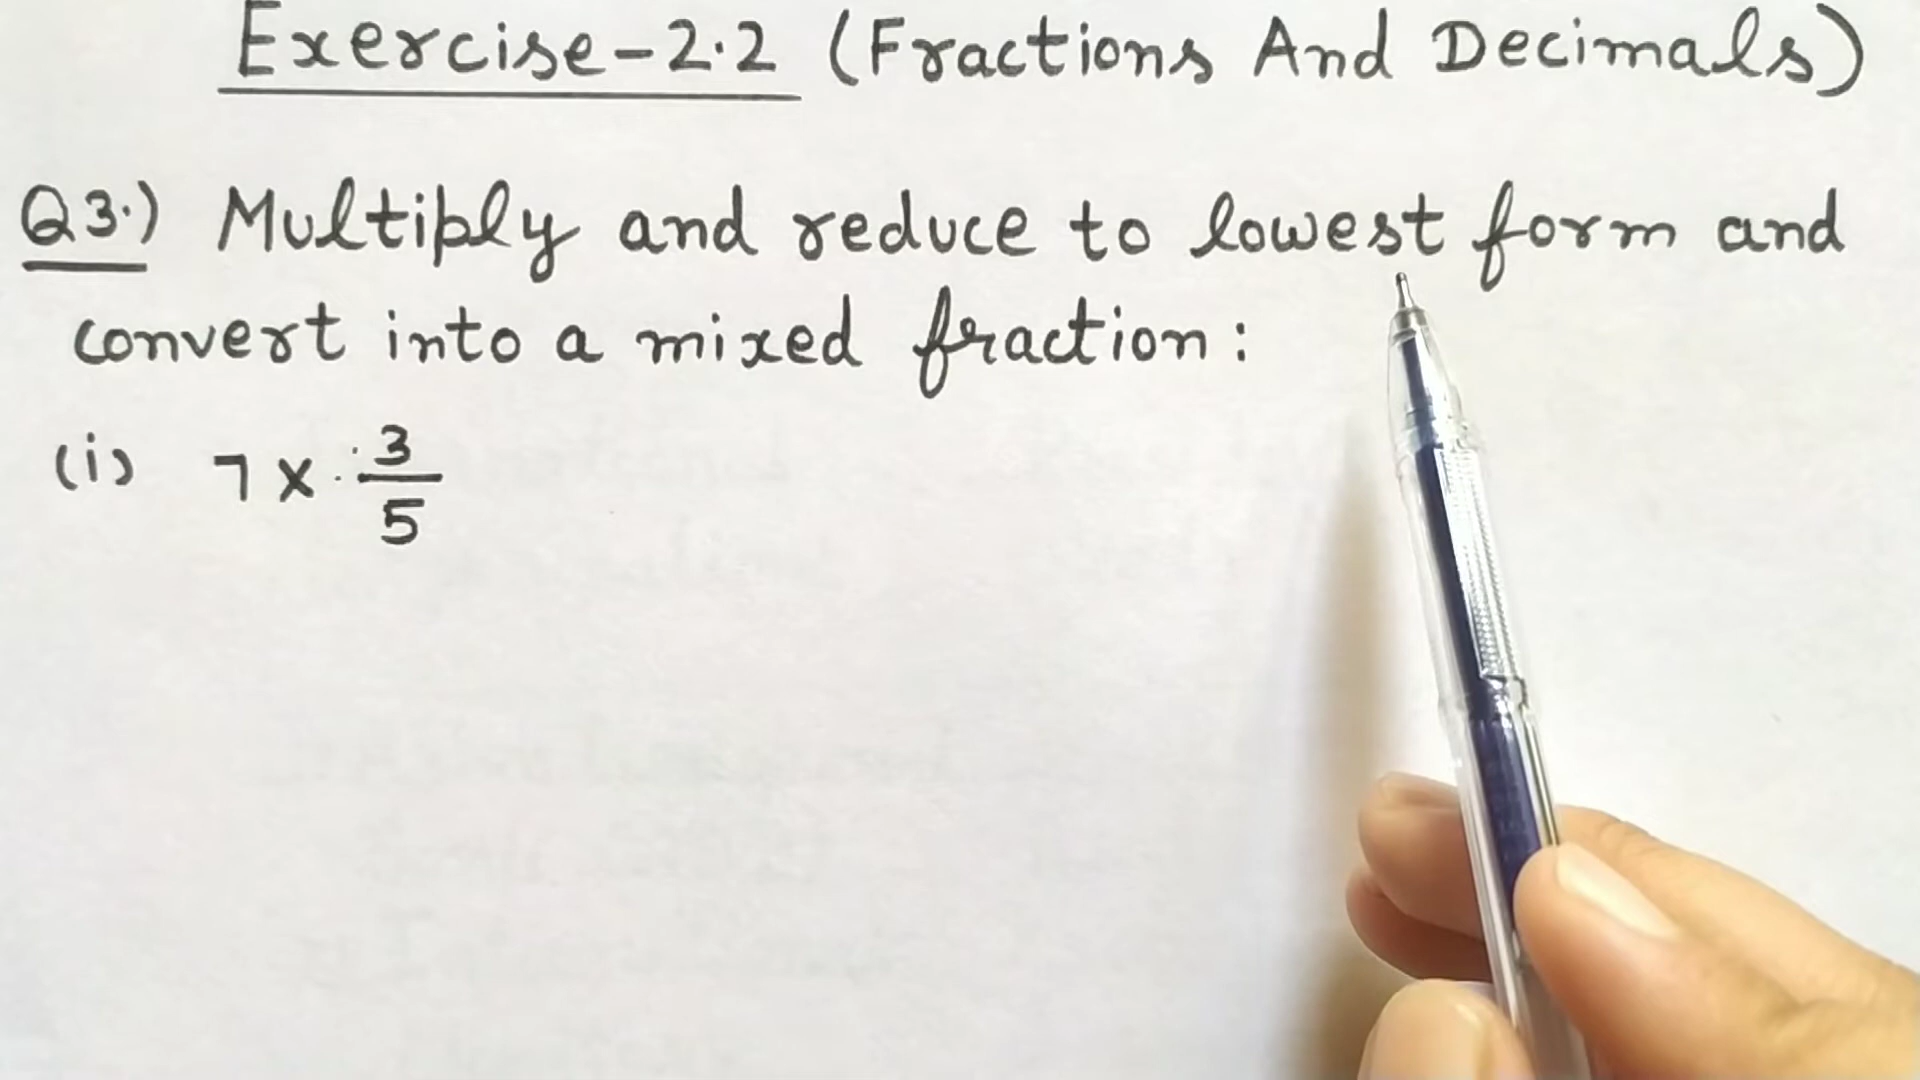 Exercise-2.2 (Fractions And Decimals)
Q3.) Multiply and reduce to lowest form and
convert into a mixed fraction:
(i) 7 × 3/5